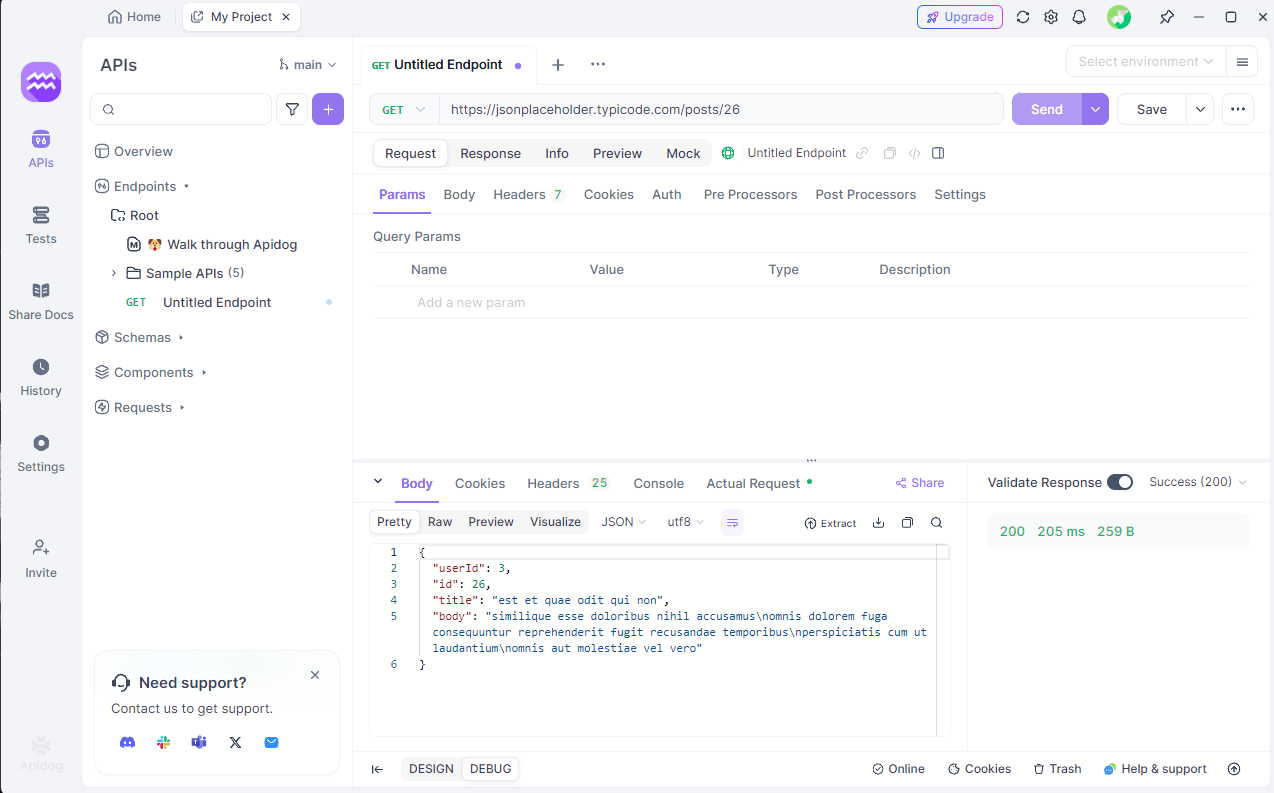 Home
My Project
Upgrade
APIs
main
GET Untitled Endpoint
Select environment
GET
https://jsonplaceholder.typicode.com/posts/26
Send
Save
Request Response Info Preview Mock
Untitled Endpoint
Params Body Headers 7 Cookies Auth Pre Processors Post Processors Settings
Query Params
Name Value Type Description
Add a new param
APIs
Tests
Share Docs
History
Settings
Invite
Apidog
Overview
Endpoints
Root
Walk through Apidog
Sample APIs (5)
GET Untitled Endpoint
Schemas
Components
Requests
Need support?
Contact us to get support.
Body Cookies Headers 25 Console Actual Request
Share
Validate Response
Success (200)
Pretty Raw Preview Visualize JSON utf8
Extract
200 205 ms 259 B
1 {
2 "userId": 3,
3 "id": 26,
4 "title": "est et quae odit qui non",
5 "body": "similique esse doloribus nihil accusamus\nomnis dolorem fuga
consequuntur reprehenderit fugit recusandae temporibus\nperspiciatis cum ut
laudantium\nomnis aut molestiae vel vero"
6 }
DESIGN DEBUG
Online Cookies Trash Help & support